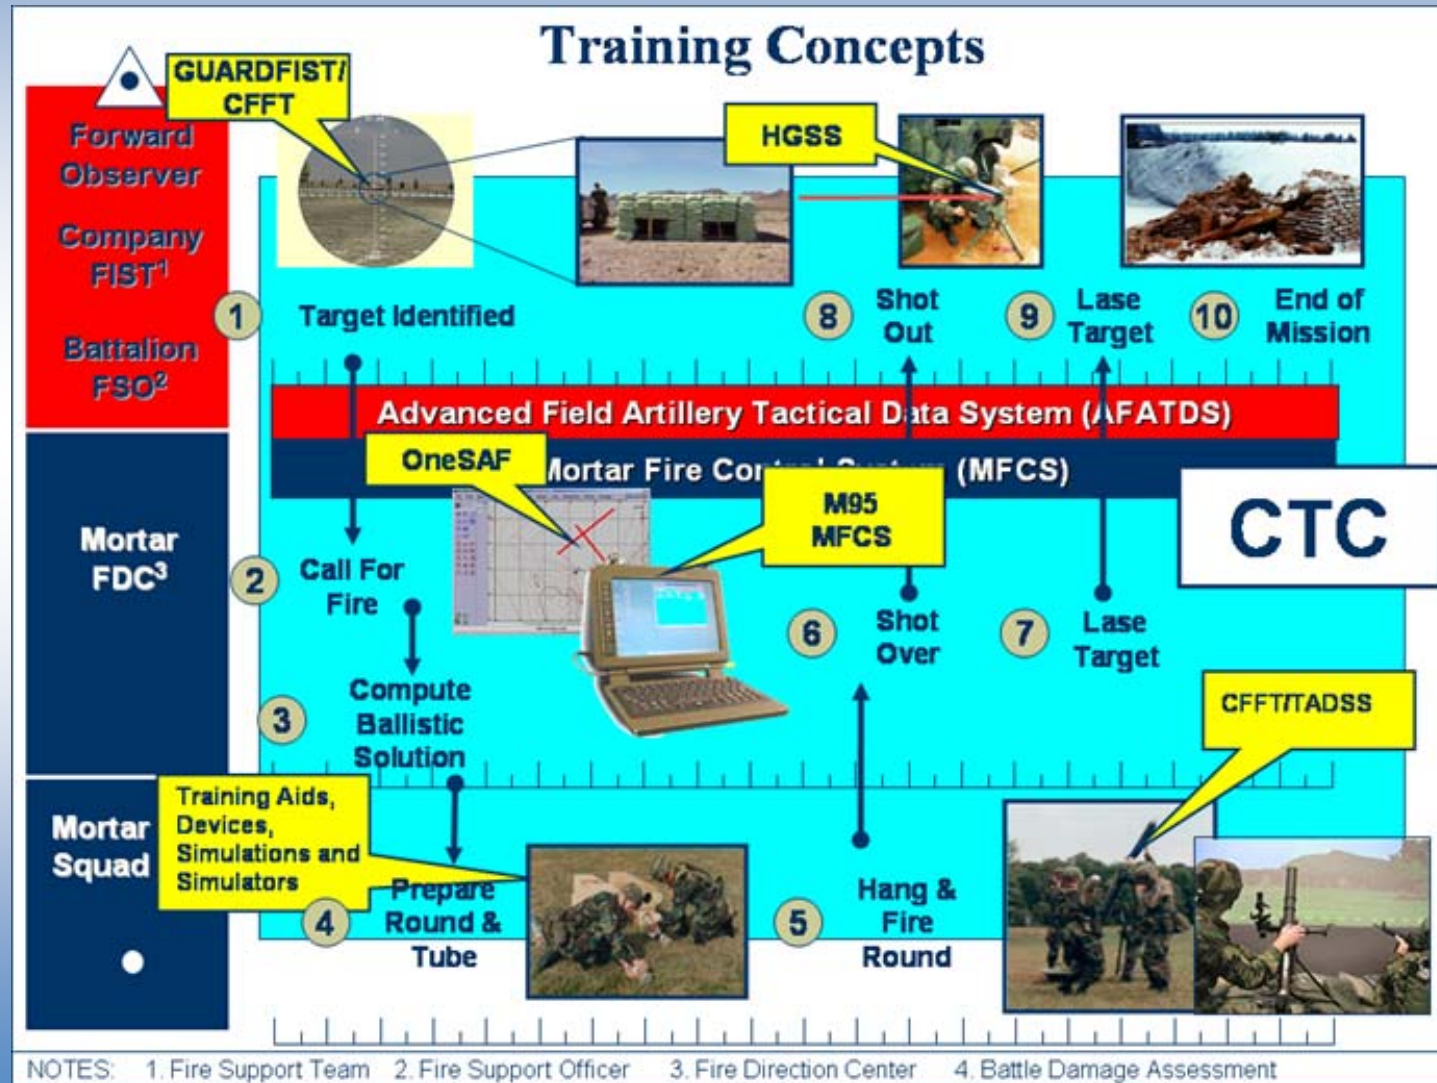 Training Concepts
GUARDFIST/
CFFT
HGSS
Forward
Observer
Company
FIST1
Battalion
FSO2
1
Target Identified
8
Shot
Out
9
Lase
Target
10
End of
Mission
Advanced Field Artillery Tactical Data System (AFATDS)
OneSAF
Mortar Fire Control System (MFCS)
M95
MFCS
CTC
Mortar
FDC3
2
Call For
Fire
6
Shot
Over
7
Lase
Target
3
Compute
Ballistic
Solution
CFFT/TADSS
Mortar
Squad
Training Aids,
Devices,
Simulations and
Simulators
4
Prepare
Round &
Tube
5
Hang &
Fire
Round
NOTES: 1. Fire Support Team 2. Fire Support Officer 3. Fire Direction Center 4. Battle Damage Assessment